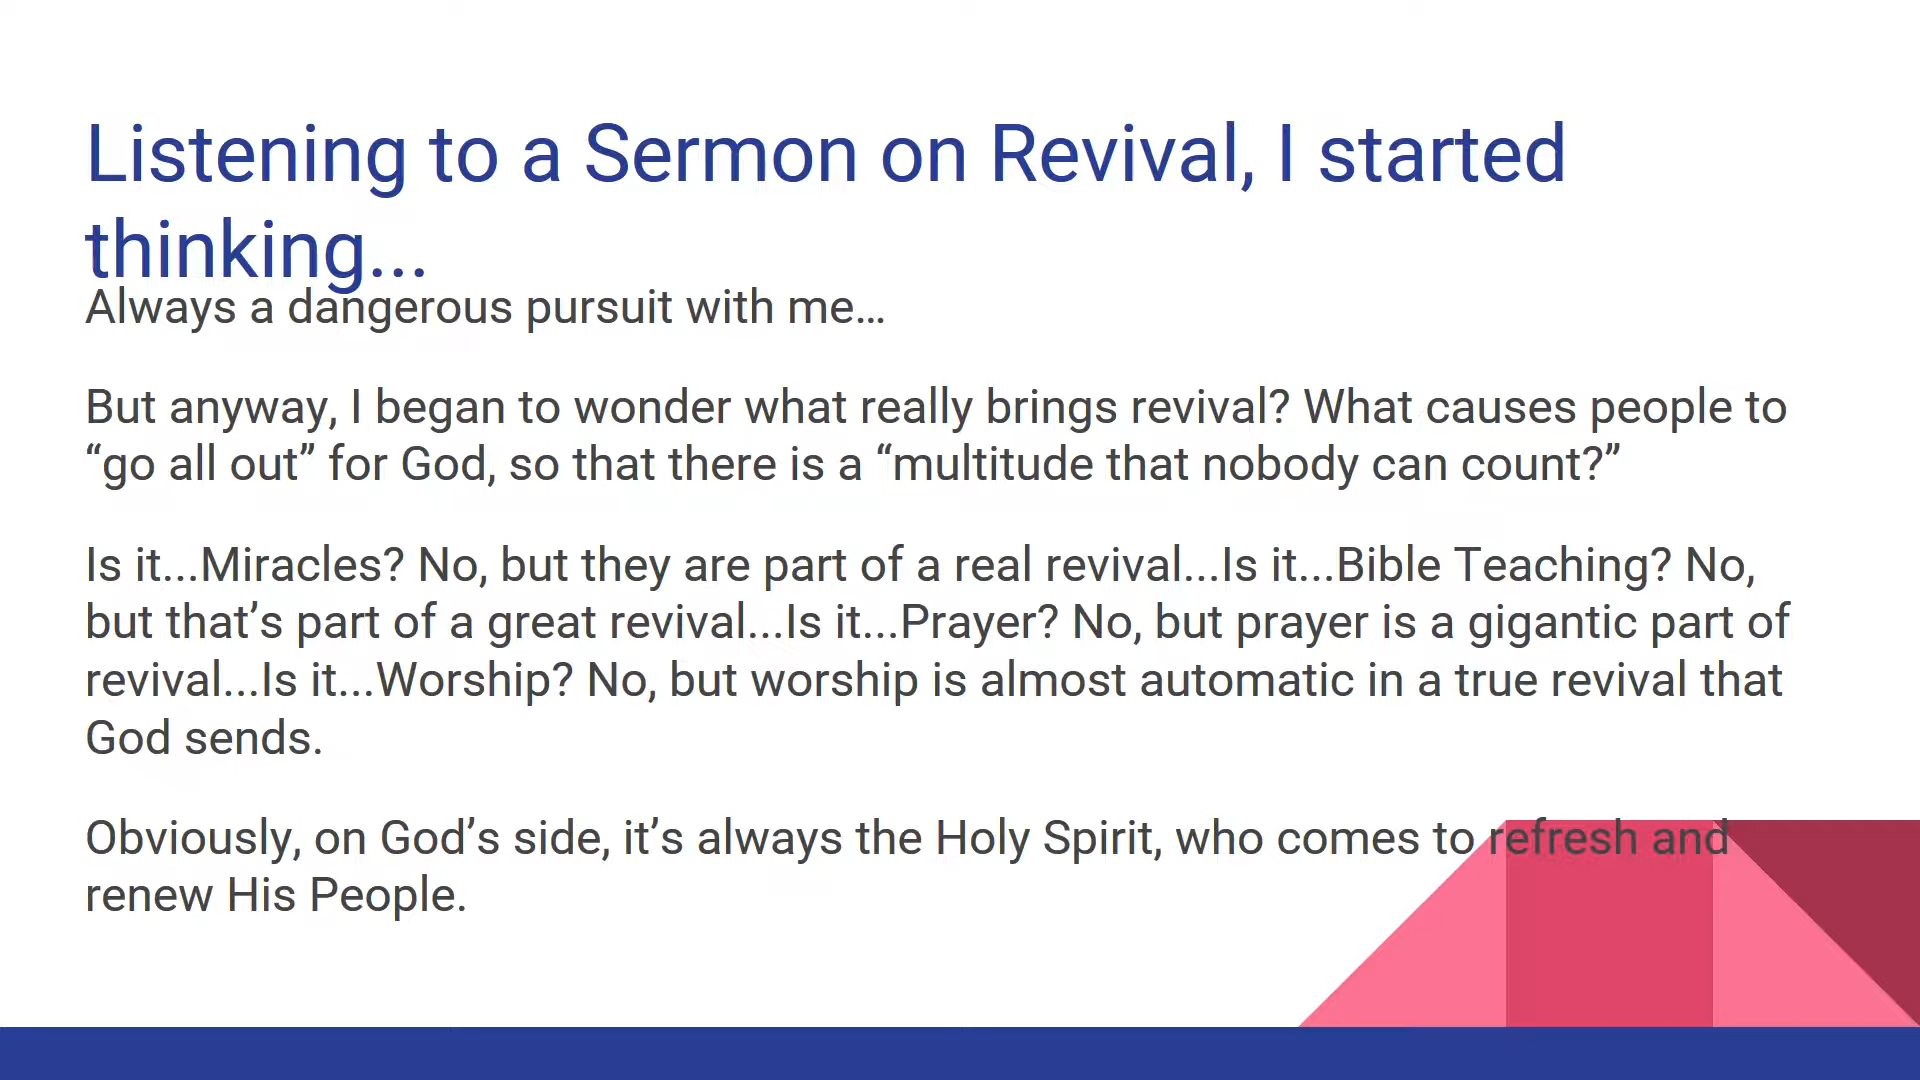 Listening to a Sermon on Revival, I started
thinking...
Always a dangerous pursuit with me…
But anyway, I began to wonder what really brings revival? What causes people to
“go all out” for God, so that there is a “multitude that nobody can count?”
Is it...Miracles? No, but they are part of a real revival...Is it...Bible Teaching? No,
but that’s part of a great revival...Is it...Prayer? No, but prayer is a gigantic part of
revival...Is it...Worship? No, but worship is almost automatic in a true revival that
God sends.
Obviously, on God’s side, it’s always the Holy Spirit, who comes to refresh and
renew His People.